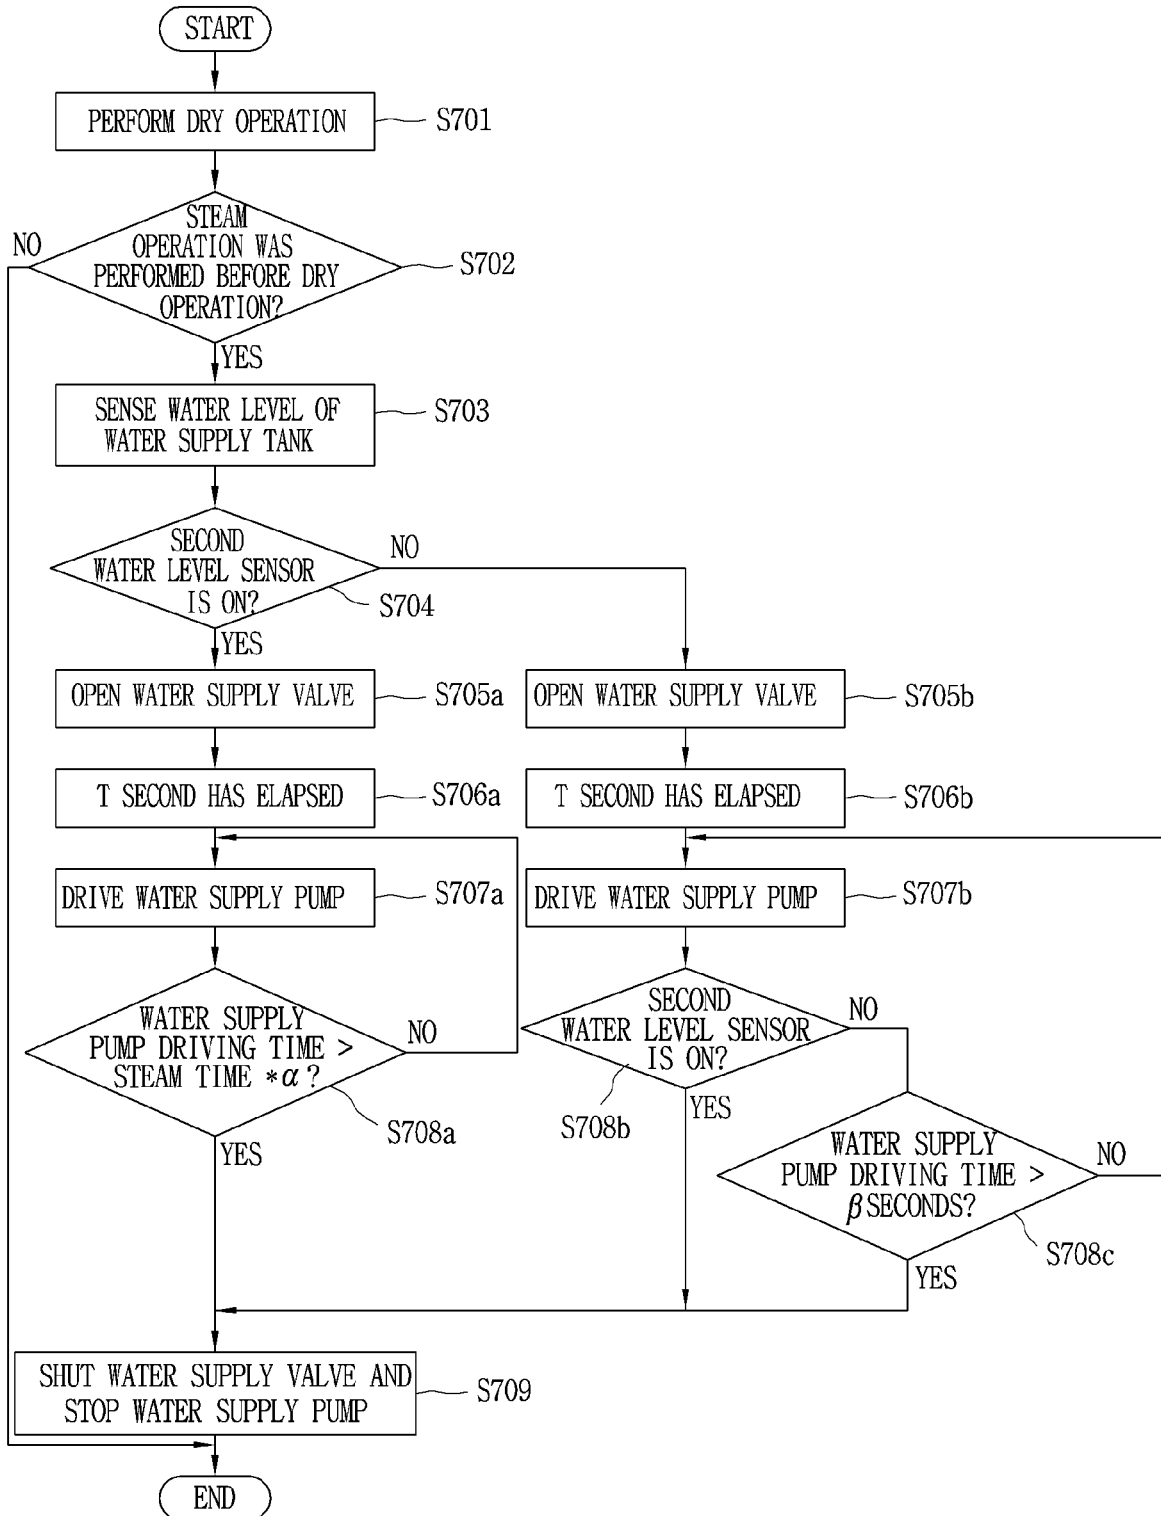 START
PERFORM DRY OPERATION
S701
STEAM
OPERATION WAS
PERFORMED BEFORE DRY
OPERATION?
NO
S702
YES
SENSE WATER LEVEL OF
WATER SUPPLY TANK
S703
SECOND
WATER LEVEL SENSOR
IS ON?
NO
S704
YES
OPEN WATER SUPPLY VALVE
S705a
OPEN WATER SUPPLY VALVE
S705b
T SECOND HAS ELAPSED
S706a
T SECOND HAS ELAPSED
S706b
DRIVE WATER SUPPLY PUMP
S707a
DRIVE WATER SUPPLY PUMP
S707b
WATER SUPPLY
PUMP DRIVING TIME >
STEAM TIME *α?
NO
S708a
YES
SECOND
WATER LEVEL SENSOR
IS ON?
NO
S708b
YES
WATER SUPPLY
PUMP DRIVING TIME >
βSECONDS?
NO
S708c
YES
SHUT WATER SUPPLY VALVE AND
STOP WATER SUPPLY PUMP
S709
END